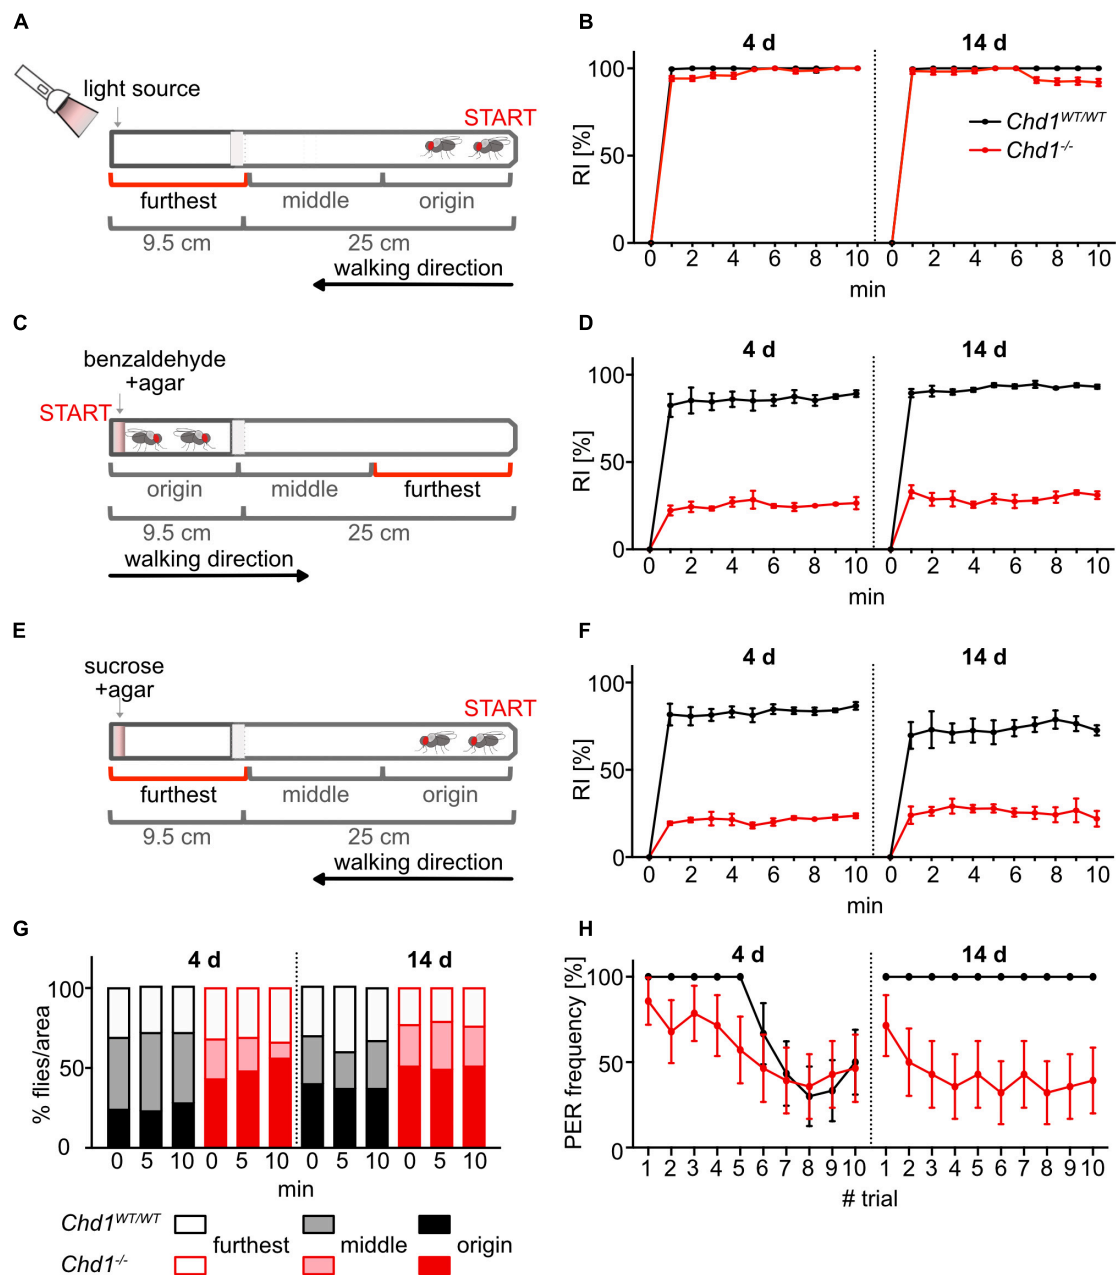 A
light source
START
furthest
middle
origin
9.5 cm
25 cm
walking direction
B
4 d
14 d
RI [%]
100
50
0
Chd1WT/WT
Chd1-/-
0 2 4 6 8 10 0 2 4 6 8 10
min
C
benzaldehyde
+agar
START
origin
middle
furthest
9.5 cm
25 cm
walking direction
D
4 d
14 d
RI [%]
100
50
0
0 2 4 6 8 10 0 2 4 6 8 10
min
E
sucrose
+agar
START
furthest
middle
origin
9.5 cm
25 cm
walking direction
F
4 d
14 d
RI [%]
100
50
0
0 2 4 6 8 10 0 2 4 6 8 10
min
G
4 d
14 d
% flies/area
100
50
0
0 5 10 0 5 10 0 5 10 0 5 10
min
Chd1WT/WT
Chd1-/-
furthest
middle
origin
H
4 d
14 d
PER frequency [%]
100
50
0
1 2 3 4 5 6 7 8 9 10 1 2 3 4 5 6 7 8 9 10
# trial